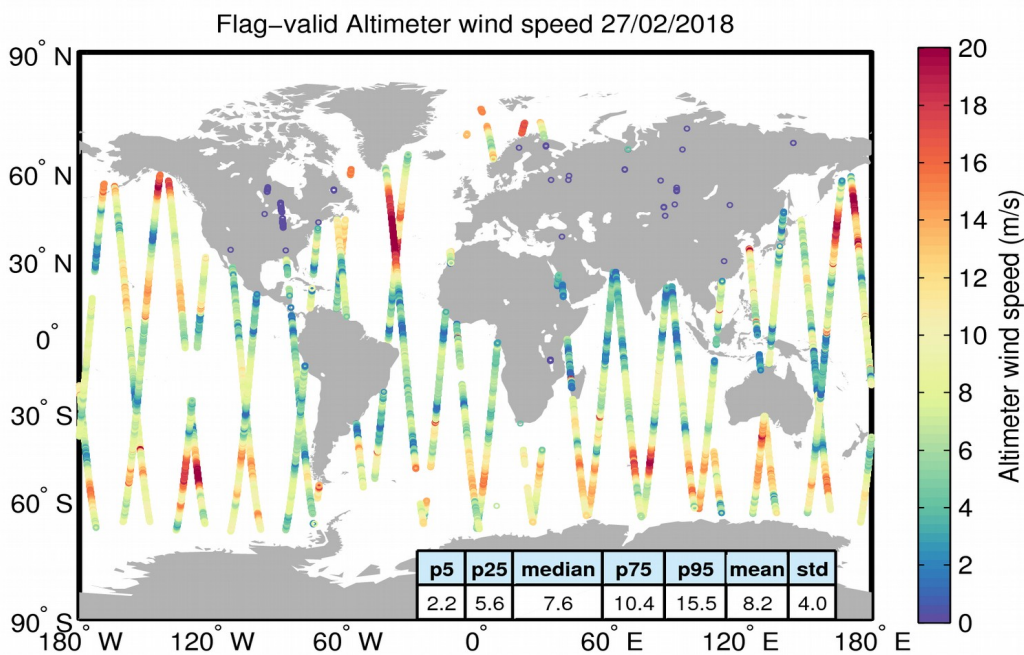 Flag−valid Altimeter wind speed 27/02/2018
90° N
60° N
30° N
0°
30° S
60° S
90° S
180° W 120° W 60° W 0° 60° E 120° E 180° E
p5 p25 median p75 p95 mean std
2.2 5.6 7.6 10.4 15.5 8.2 4.0
20
18
16
14
12
10
8
6
4
2
0
Altimeter wind speed (m/s)